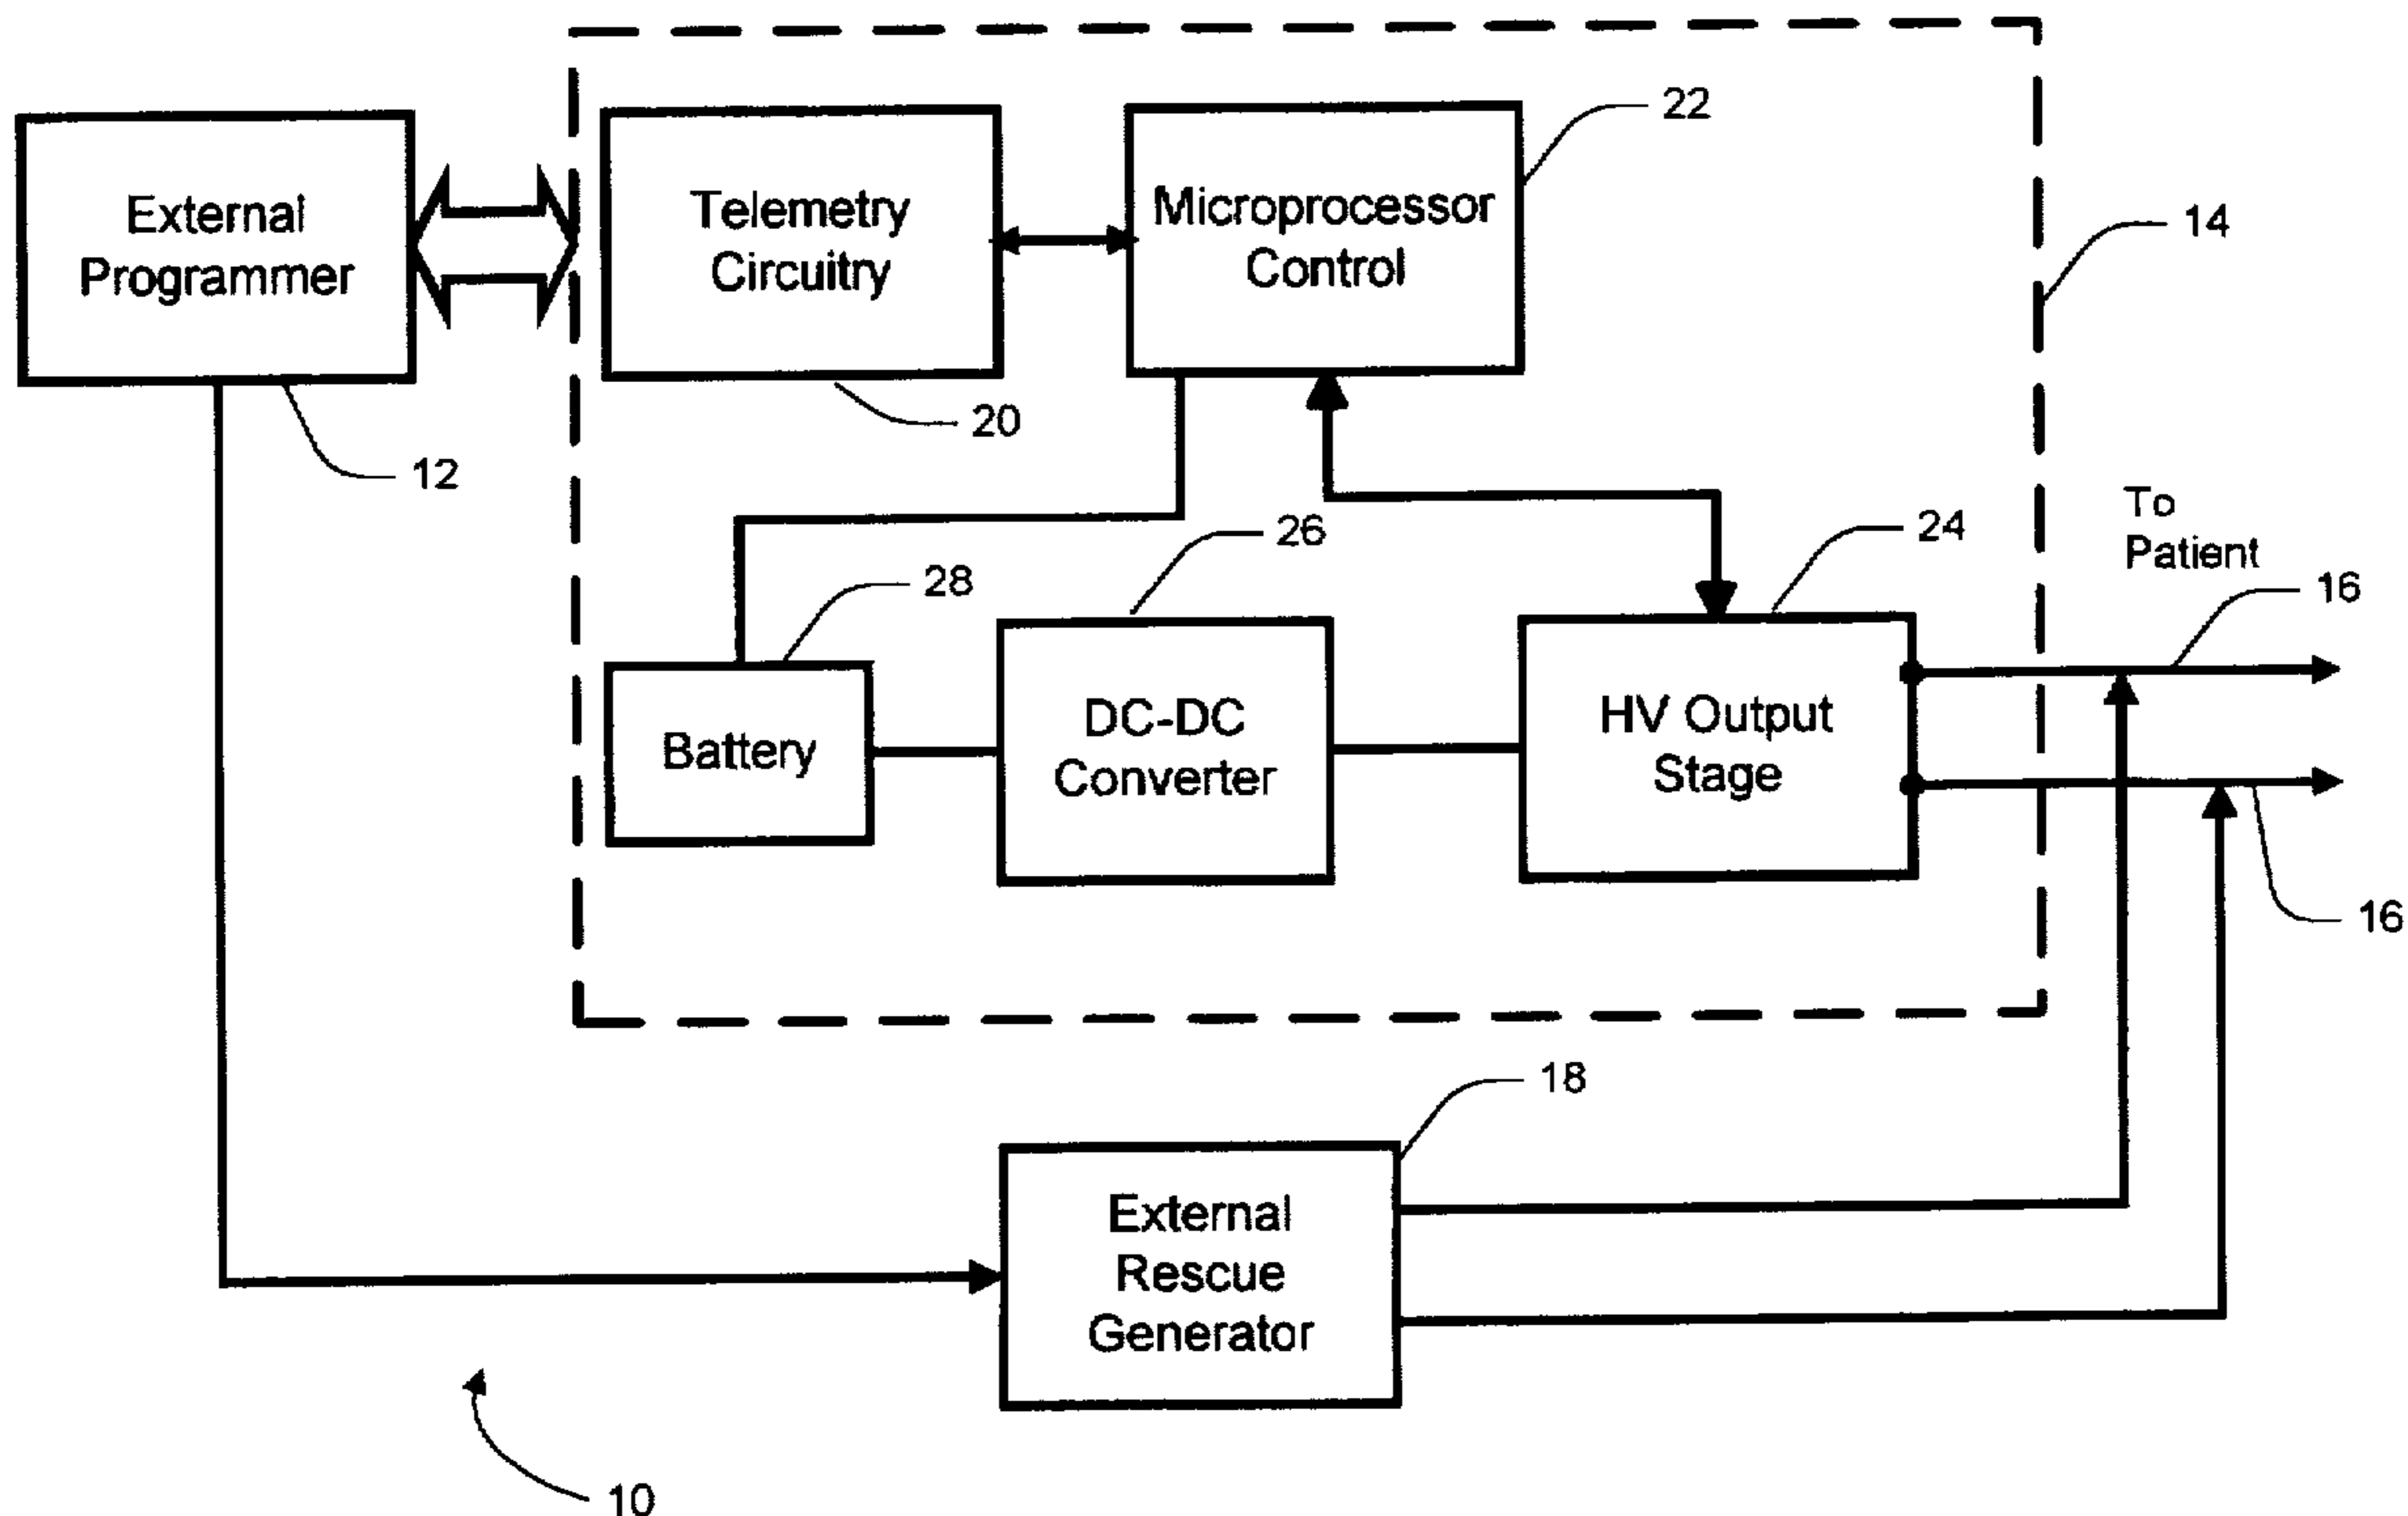 External
Programmer
12
Telemetry
Circuitry
20
Microprocessor
Control
22
14
28
Battery
26
DC-DC
Converter
24
HV Output
Stage
To
Patient
16
16
18
External
Rescue
Generator
10